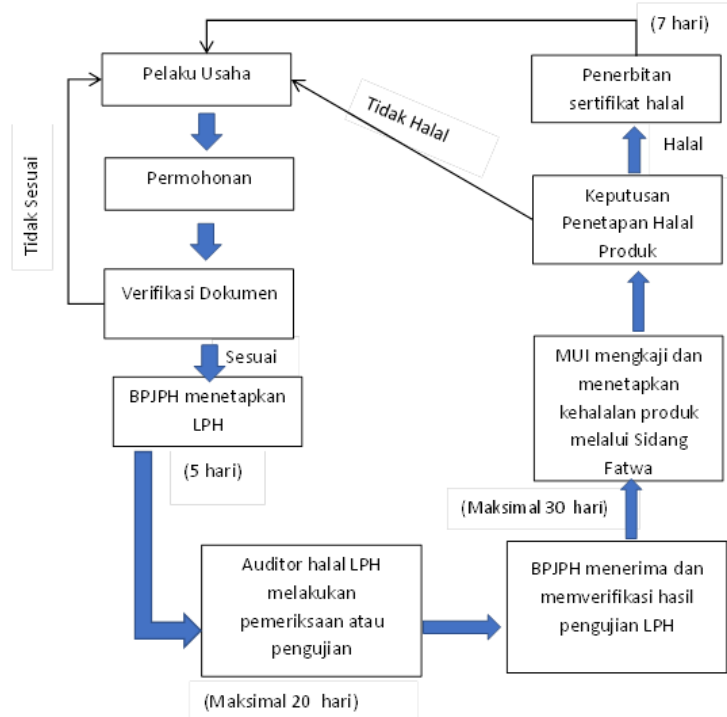 Pelaku Usaha
Permohonan
Verifikasi Dokumen
Tidak Sesuai
Sesuai
BPJPH menetapkan
LPH
(5 hari)
Auditor halal LPH
melakukan
pemeriksaan atau
pengujian
(Maksimal 20 hari)
BPJPH menerima dan
memverifikasi hasil
pengujian LPH
(Maksimal 30 hari)
MUI mengkaji dan
menetapkan
kehalalan produk
melalui Sidang
Fatwa
Keputusan
Penetapan Halal
Produk
Tidak Halal
Halal
Penerbitan
sertifikat halal
(7 hari)